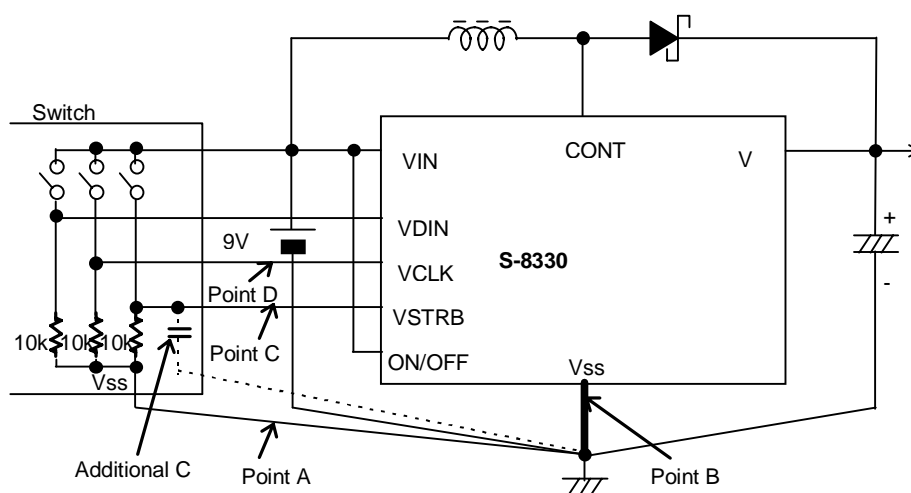 Switch
VIN
CONT
V
VDIN
9V
S-8330
VCLK
Point D
VSTRB
10k 10k 10k
Point C
ON/OFF
Vss
Vss
Additional C
Point A
Point B
+
-